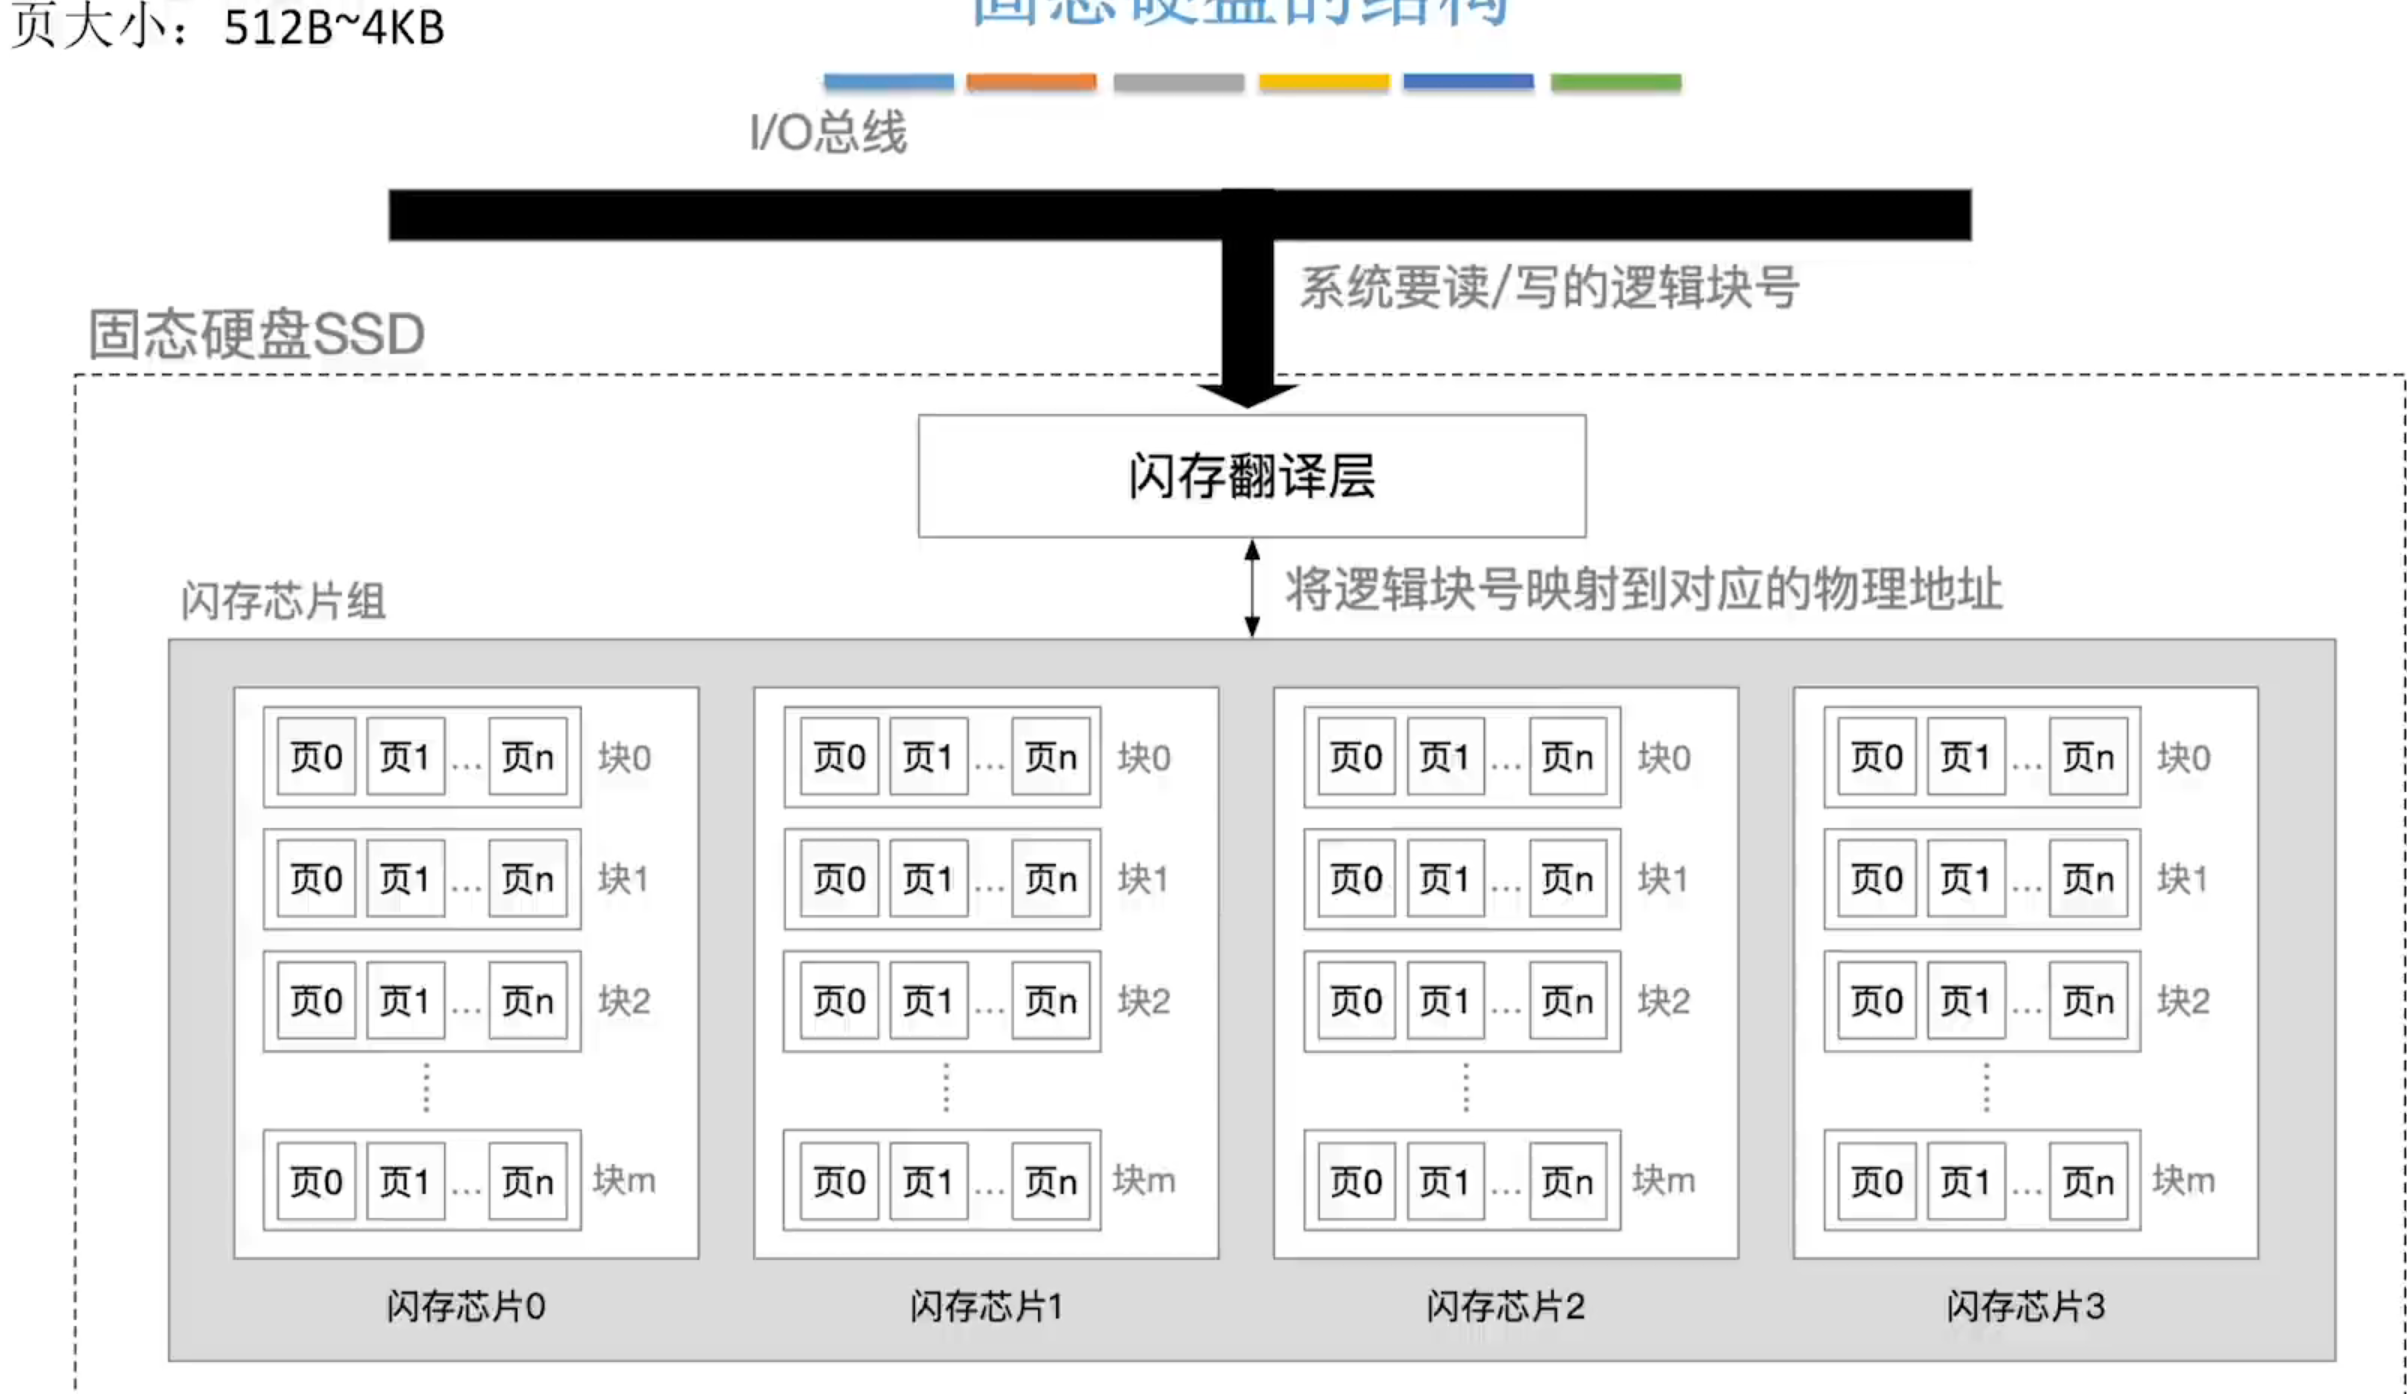 页大小：512B~4KB
固态硬盘的结构
I/O总线
系统要读/写的逻辑块号
固态硬盘SSD
闪存翻译层
将逻辑块号映射到对应的物理地址
闪存芯片组
页0 页1 ... 页n 块0 页0 页1 ... 页n 块0 页0 页1 ... 页n 块0 页0 页1 ... 页n 块0
页0 页1 ... 页n 块1 页0 页1 ... 页n 块1 页0 页1 ... 页n 块1 页0 页1 ... 页n 块1
页0 页1 ... 页n 块2 页0 页1 ... 页n 块2 页0 页1 ... 页n 块2 页0 页1 ... 页n 块2
页0 页1 ... 页n 块m 页0 页1 ... 页n 块m 页0 页1 ... 页n 块m 页0 页1 ... 页n 块m
闪存芯片0 闪存芯片1 闪存芯片2 闪存芯片3